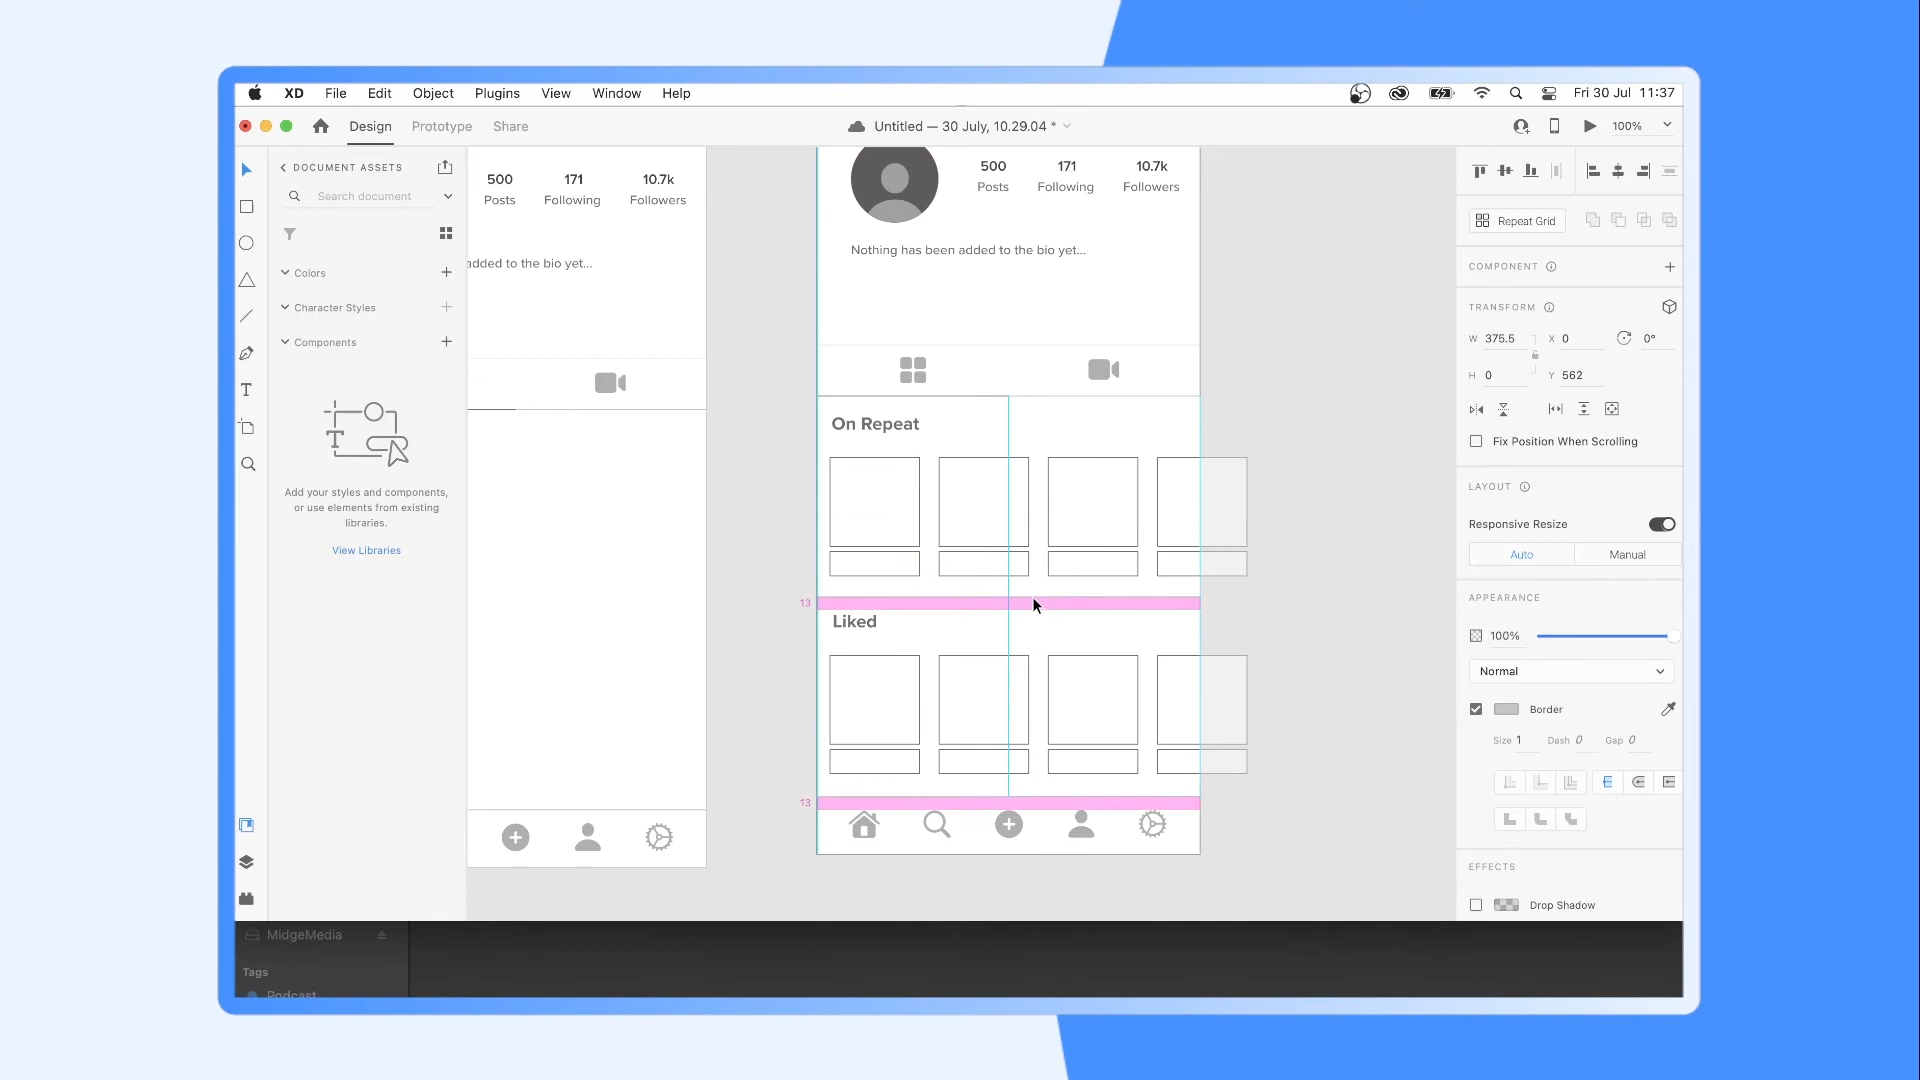 XD File Edit Object Plugins View Window Help Fri 30 Jul 11:37
Design Prototype Share Untitled — 30 July, 10.29.04 * 100%
DOCUMENT ASSETS
Search document
Colors
Character Styles
Components
T
Add your styles and components,
or use elements from existing
libraries.
View Libraries
500 171 10.7k
Posts Following Followers
added to the bio yet...
500 171 10.7k
Posts Following Followers
Nothing has been added to the bio yet...
On Repeat
13
Liked
13
Repeat Grid
COMPONENT
TRANSFORM
W 375.5 X 0 0°
H 0 Y 562
Fix Position When Scrolling
LAYOUT
Responsive Resize
Auto Manual
APPEARANCE
100%
Normal
Border
Size 1 Dash 0 Gap 0
EFFECTS
Drop Shadow
MidgeMedia
Tags
Podcast